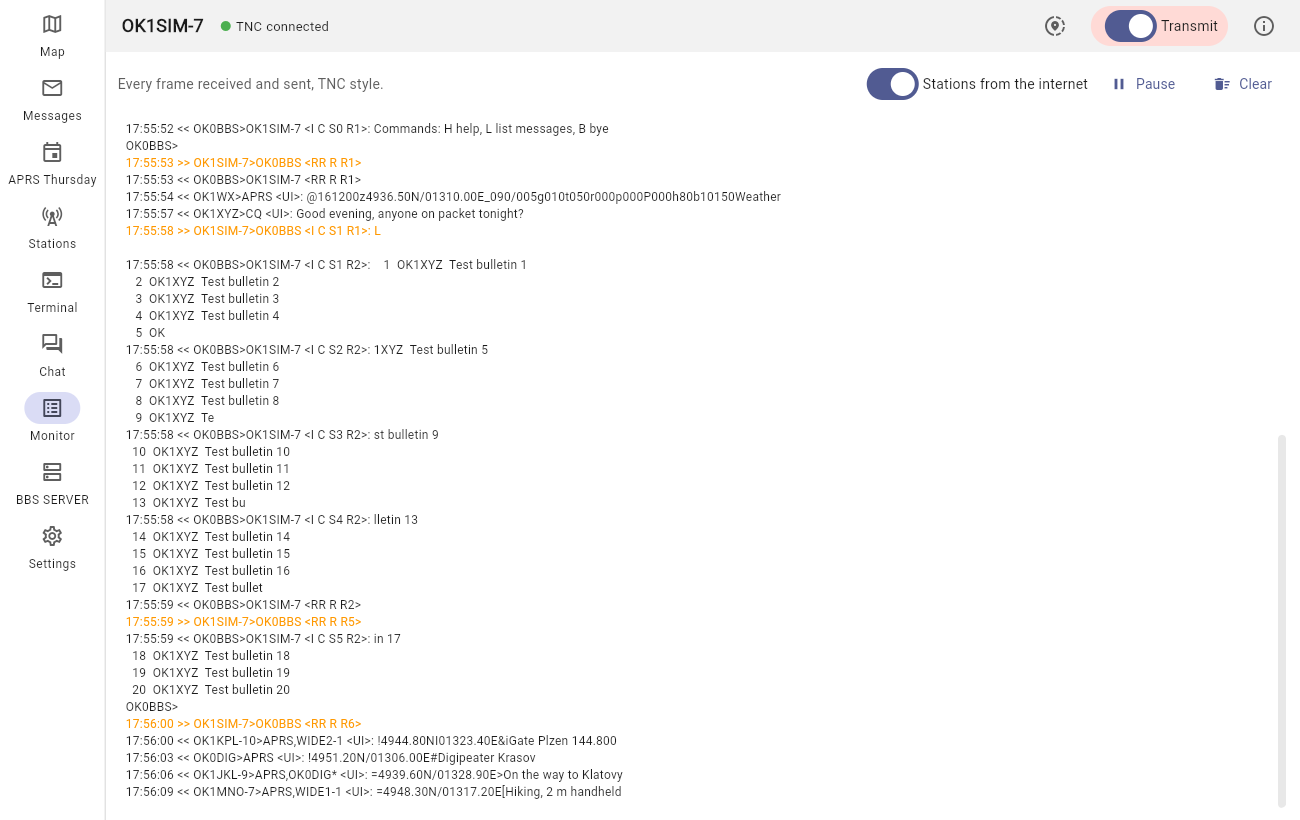 OK1SIM-7
TNC connected
Transmit
Map
Messages
APRS Thursday
Stations
Terminal
Chat
Monitor
BBS SERVER
Settings
Every frame received and sent, TNC style.
Stations from the internet
Pause
Clear
17:55:52 << OK0BBS>OK1SIM-7 <I C S0 R1>: Commands: H help, L list messages, B bye
OK0BBS>
17:55:53 >> OK1SIM-7>OK0BBS <RR R R1>
17:55:53 << OK0BBS>OK1SIM-7 <RR R R1>
17:55:54 << OK1WX>APRS <UI>: @161200z4936.50N/01310.00E_090/005g010t050r000p000P000h80b10150Weather
17:55:57 << OK1XYZ>CQ <UI>: Good evening, anyone on packet tonight?
17:55:58 >> OK1SIM-7>OK0BBS <I C S1 R1>: L
17:55:58 << OK0BBS>OK1SIM-7 <I C S1 R2>:    1  OK1XYZ  Test bulletin 1
2  OK1XYZ  Test bulletin 2
3  OK1XYZ  Test bulletin 3
4  OK1XYZ  Test bulletin 4
5  OK
17:55:58 << OK0BBS>OK1SIM-7 <I C S2 R2>: 1XYZ  Test bulletin 5
6  OK1XYZ  Test bulletin 6
7  OK1XYZ  Test bulletin 7
8  OK1XYZ  Test bulletin 8
9  OK1XYZ  Te
17:55:58 << OK0BBS>OK1SIM-7 <I C S3 R2>: st bulletin 9
10  OK1XYZ  Test bulletin 10
11  OK1XYZ  Test bulletin 11
12  OK1XYZ  Test bulletin 12
13  OK1XYZ  Test bu
17:55:58 << OK0BBS>OK1SIM-7 <I C S4 R2>: lletin 13
14  OK1XYZ  Test bulletin 14
15  OK1XYZ  Test bulletin 15
16  OK1XYZ  Test bulletin 16
17  OK1XYZ  Test bullet
17:55:59 << OK0BBS>OK1SIM-7 <RR R R2>
17:55:59 >> OK1SIM-7>OK0BBS <RR R R5>
17:55:59 << OK0BBS>OK1SIM-7 <I C S5 R2>: in 17
18  OK1XYZ  Test bulletin 18
19  OK1XYZ  Test bulletin 19
20  OK1XYZ  Test bulletin 20
OK0BBS>
17:56:00 >> OK1SIM-7>OK0BBS <RR R R6>
17:56:00 << OK1KPL-10>APRS,WIDE2-1 <UI>: !4944.80NI01323.40E&iGate Plzen 144.800
17:56:03 << OK0DIG>APRS <UI>: !4951.20N/01306.00E#Digipeater Krasov
17:56:06 << OK1JKL-9>APRS,OK0DIG* <UI>: =4939.60N/01328.90E>On the way to Klatovy
17:56:09 << OK1MNO-7>APRS,WIDE1-1 <UI>: =4948.30N/01317.20E[Hiking, 2 m handheld